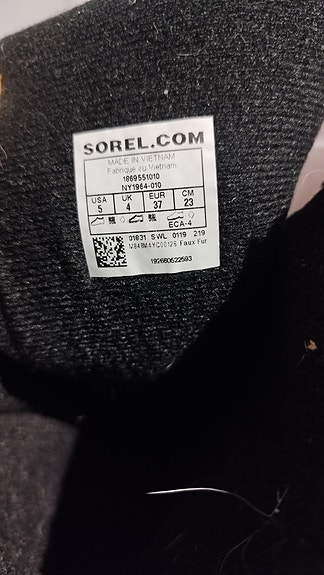 SOREL.COM
MADE IN VIETNAM
Fabriqué au Vietnam
1869551010
NY1964-010
USA UK EUR CM
5 4 37 23
ECA-4
01831 SWL 0119 219
Faux Fur
192660522593